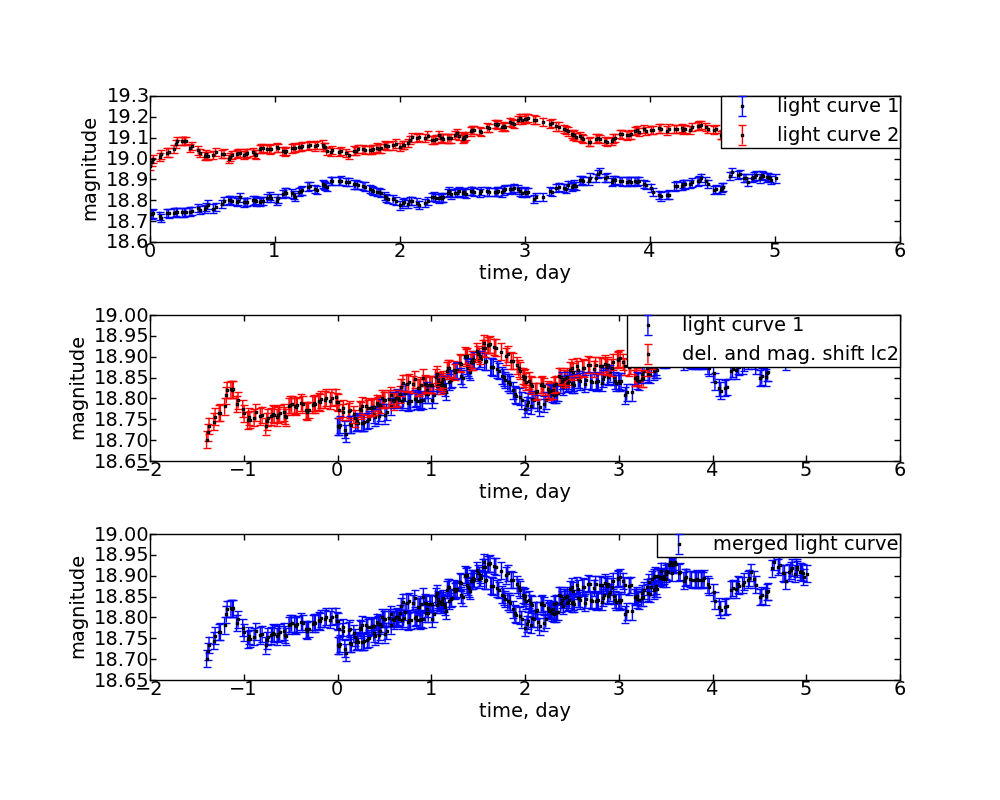 19.3
19.2
19.1
19.0
18.9
18.8
18.7
18.6
magnitude
light curve 1
light curve 2
0 1 2 3 4 5 6
time, day
19.00
18.95
18.90
18.85
18.80
18.75
18.70
18.65
magnitude
light curve 1
del. and mag. shift lc2
−2 −1 0 1 2 3 4 5 6
time, day
19.00
18.95
18.90
18.85
18.80
18.75
18.70
18.65
magnitude
merged light curve
−2 −1 0 1 2 3 4 5 6
time, day